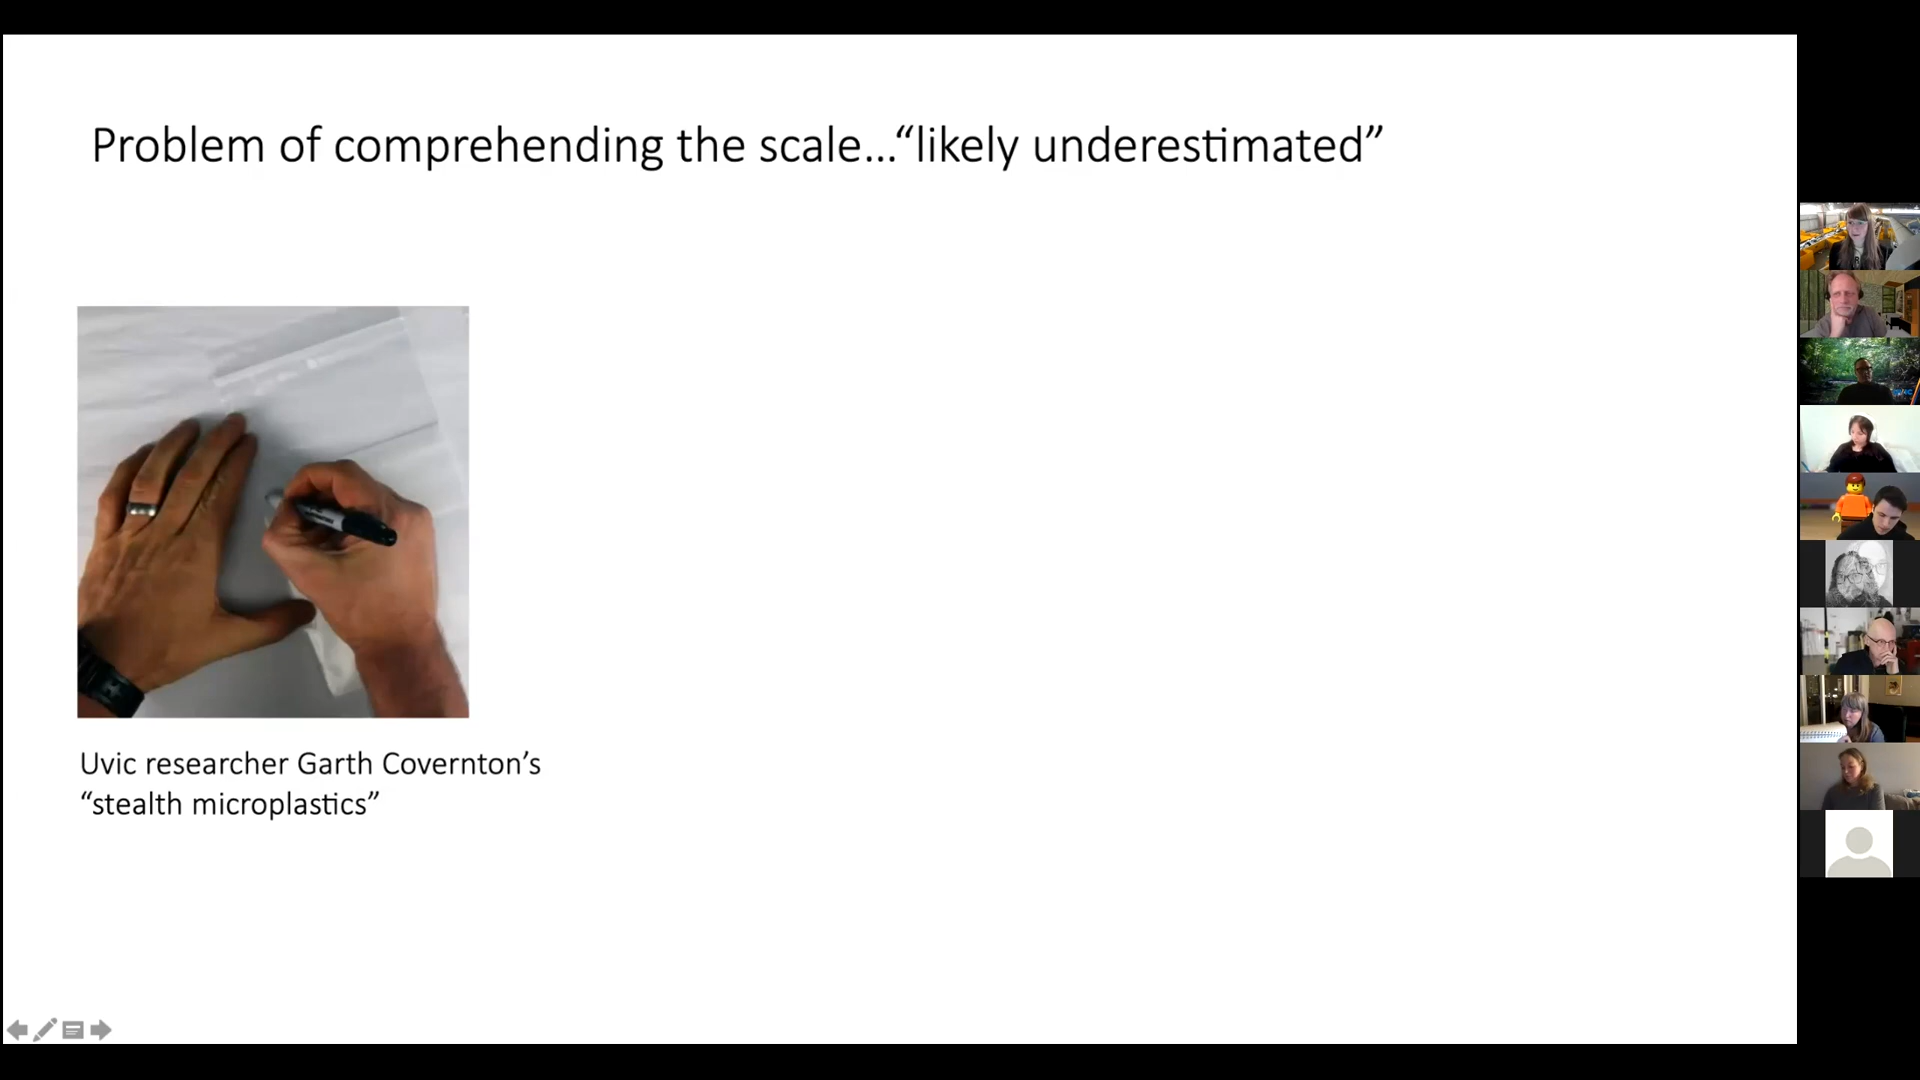 Problem of comprehending the scale...“likely underestimated”
Uvic researcher Garth Covernton’s
“stealth microplastics”